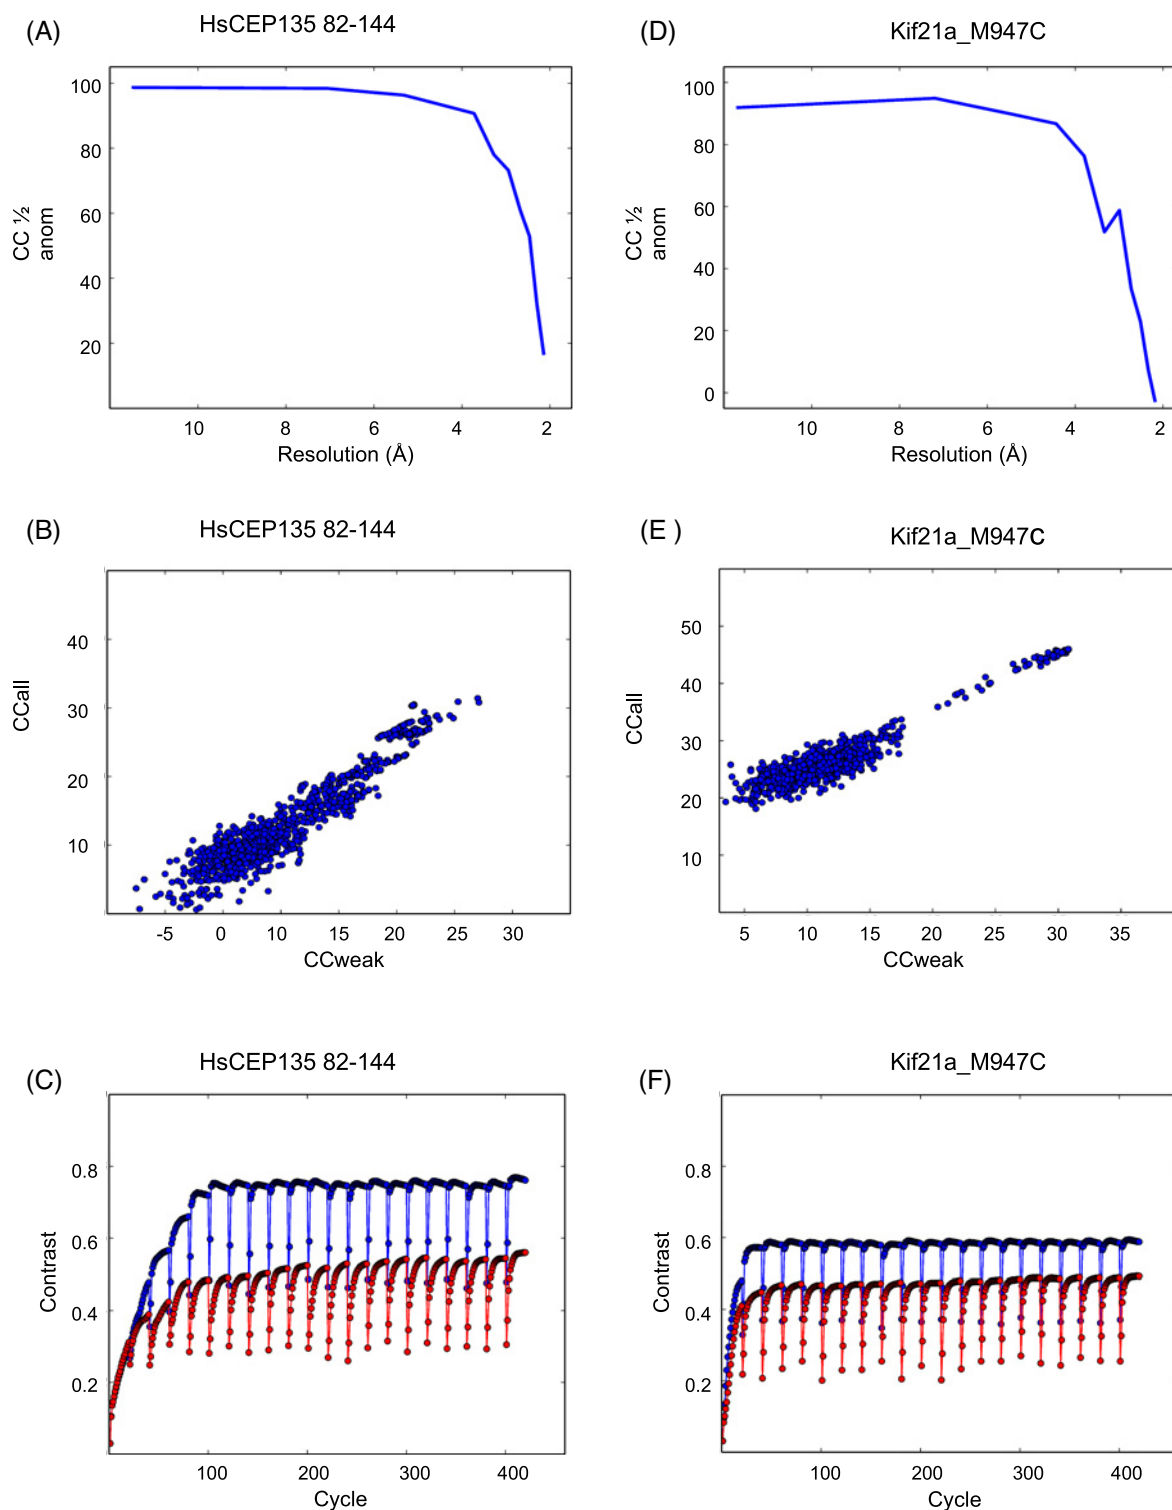 (A)
HsCEP135 82-144
100
80
60
40
20
CC ½
anom
10 8 6 4 2
Resolution (Å)
(D)
Kif21a_M947C
100
80
60
40
20
0
CC ½
anom
10 8 6 4 2
Resolution (Å)
(B)
HsCEP135 82-144
40
30
20
10
CCall
-5 0 10 15 20 30
CCweak
(E )
Kif21a_M947C
50
40
30
20
10
CCall
5 10 15 20 25 30 35
CCweak
(C)
HsCEP135 82-144
0.8
0.6
0.4
0.2
Contrast
100 200 300 400
Cycle
(F)
Kif21a_M947C
0.8
0.6
0.4
0.2
Contrast
100 200 300 400
Cycle